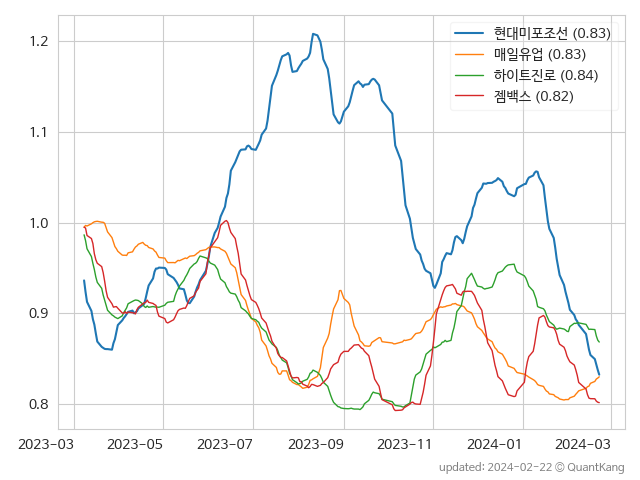 현대미포조선 (0.83)
매일유업 (0.83)
하이트진로 (0.84)
젬백스 (0.82)
1.2
1.1
1.0
0.9
0.8
2023-03 2023-05 2023-07 2023-09 2023-11 2024-01 2024-03
updated: 2024-02-22 © QuantKang